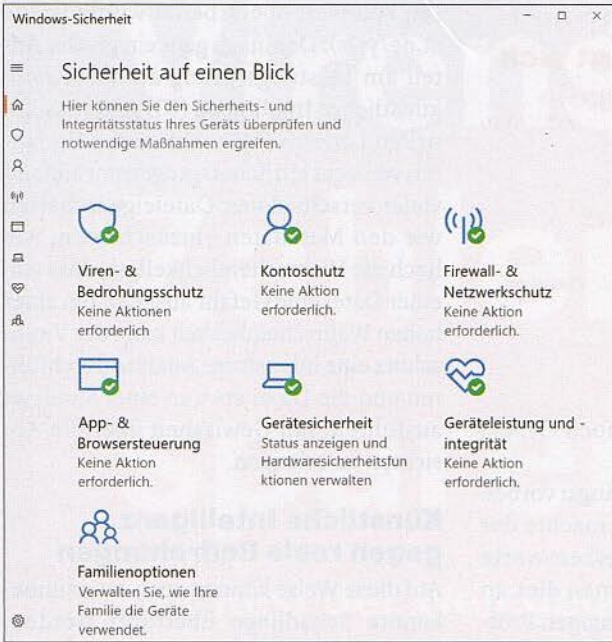 Windows-Sicherheit
Sicherheit auf einen Blick
Hier können Sie den Sicherheits- und
Integritätsstatus Ihres Geräts überprüfen und
notwendige Maßnahmen ergreifen.
Viren- &
Bedrohungsschutz
Keine Aktionen
erforderlich.
Kontoschutz
Keine Aktion
erforderlich.
Firewall- &
Netzwerkschutz
Keine Aktion
erforderlich.
App- &
Browsersteuerung
Keine Aktion
erforderlich.
Gerätesicherheit
Status anzeigen und
Hardwaresicherheitsfun
ktionen verwalten
Geräteleistung und -
integrität
Keine Aktion
erforderlich.
Familienoptionen
Verwalten Sie, wie Ihre
Familie die Geräte
verwendet.